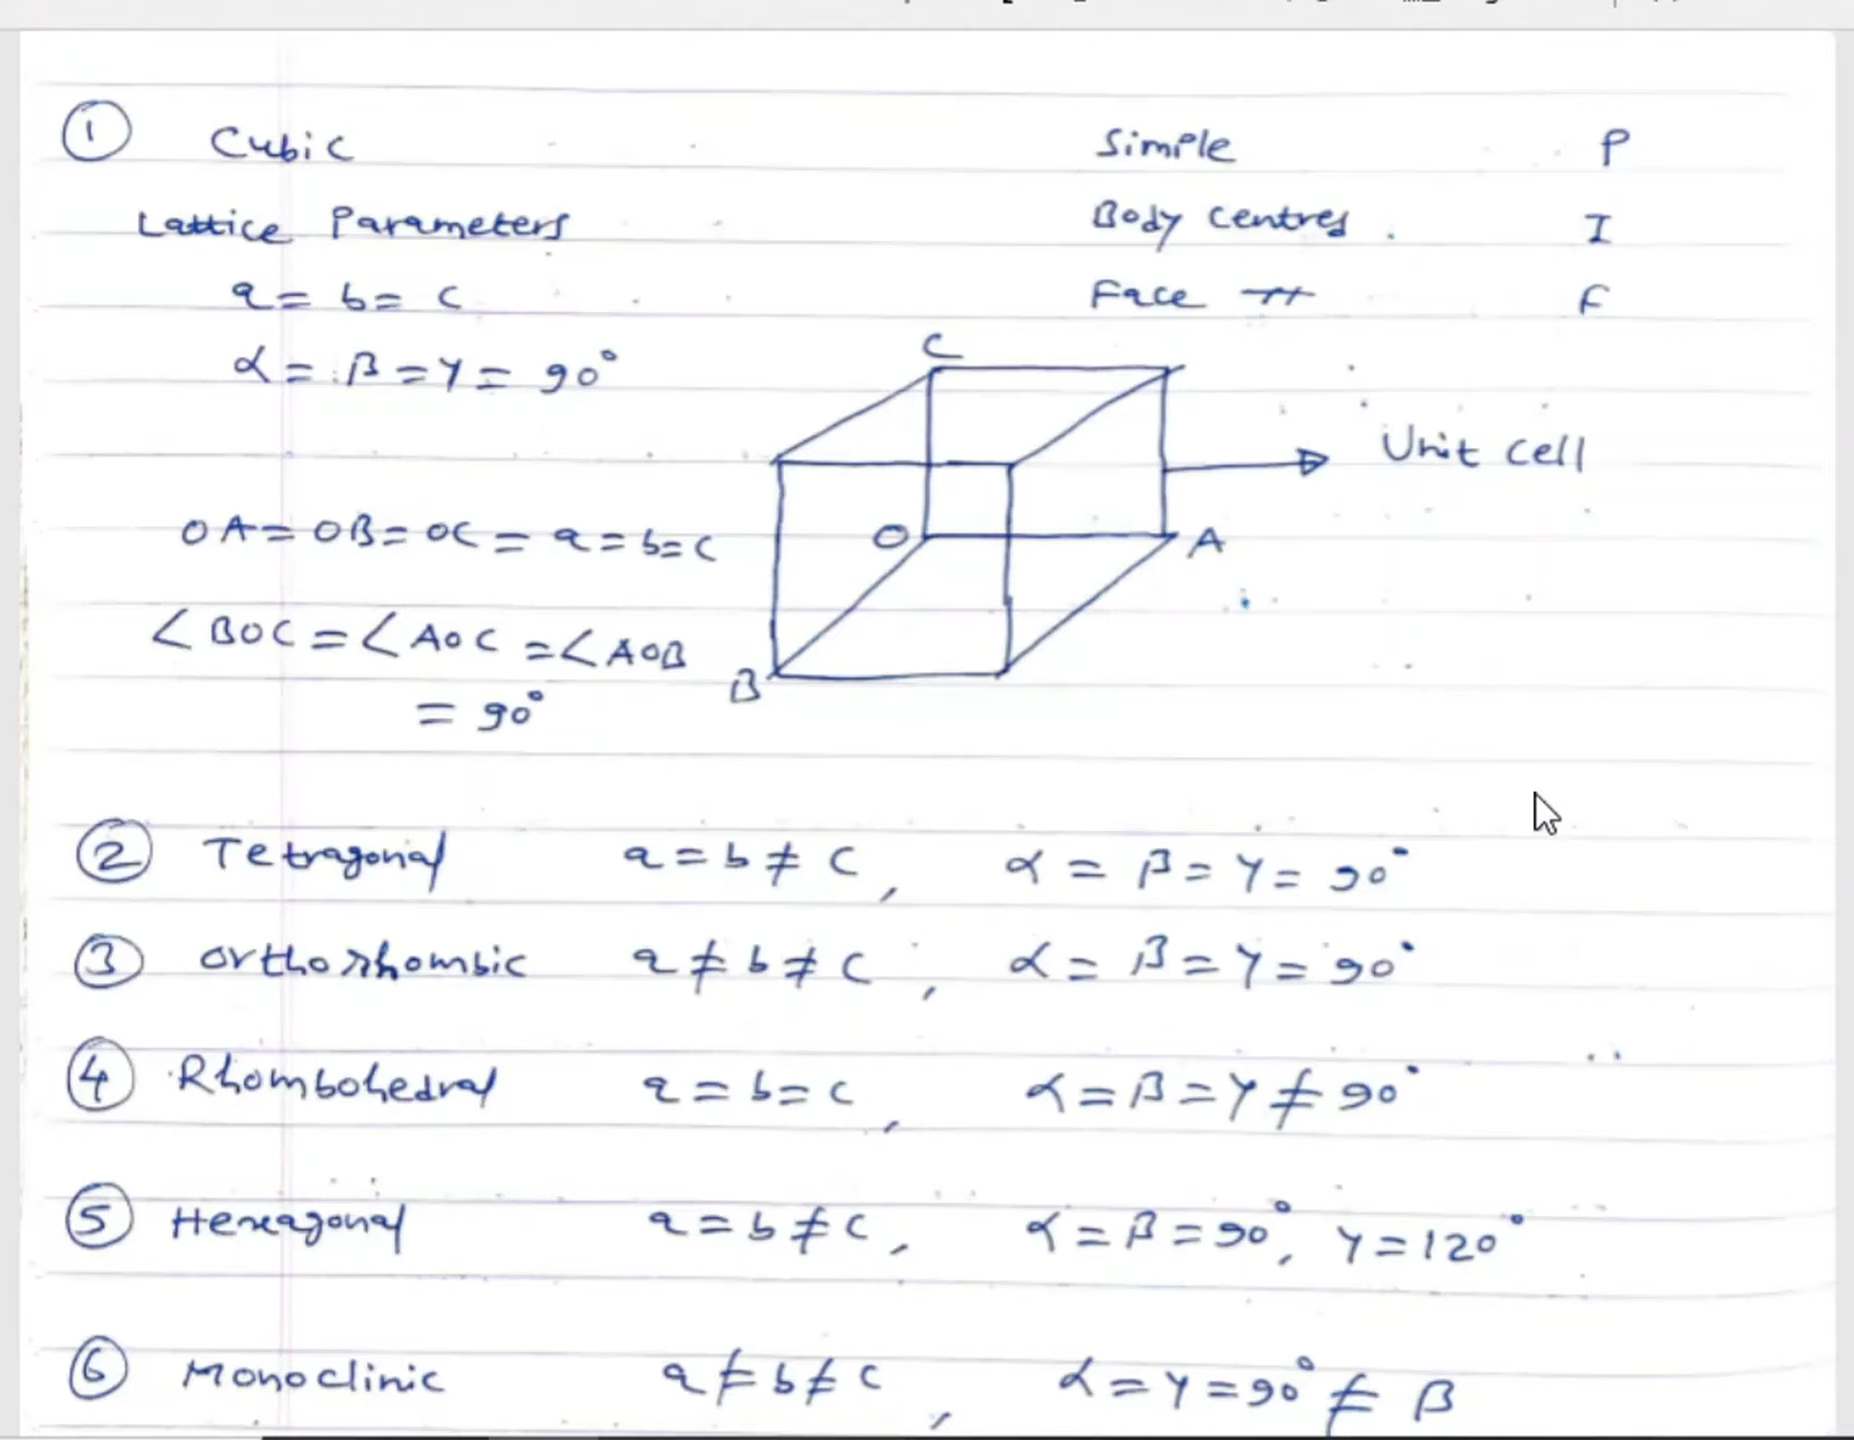 ① Cubic Simple P
Lattice Parameters Body Centred . I
a = b = c Face —〃— F
α = β = γ = 90°
C
Unit Cell
OA = OB = OC = a = b = c O A
∠BOC = ∠AOC = ∠AOB
B
= 90°
② Tetragonal a = b ≠ c , α = β = γ = 90°
③ Orthorhombic a ≠ b ≠ c , α = β = γ = 90°
④ Rhombohedral a = b = c , α = β = γ ≠ 90°
⑤ Hexagonal a = b ≠ c , α = β = 90° , γ = 120°
⑥ Monoclinic a ≠ b ≠ c , α = γ = 90° ≠ β